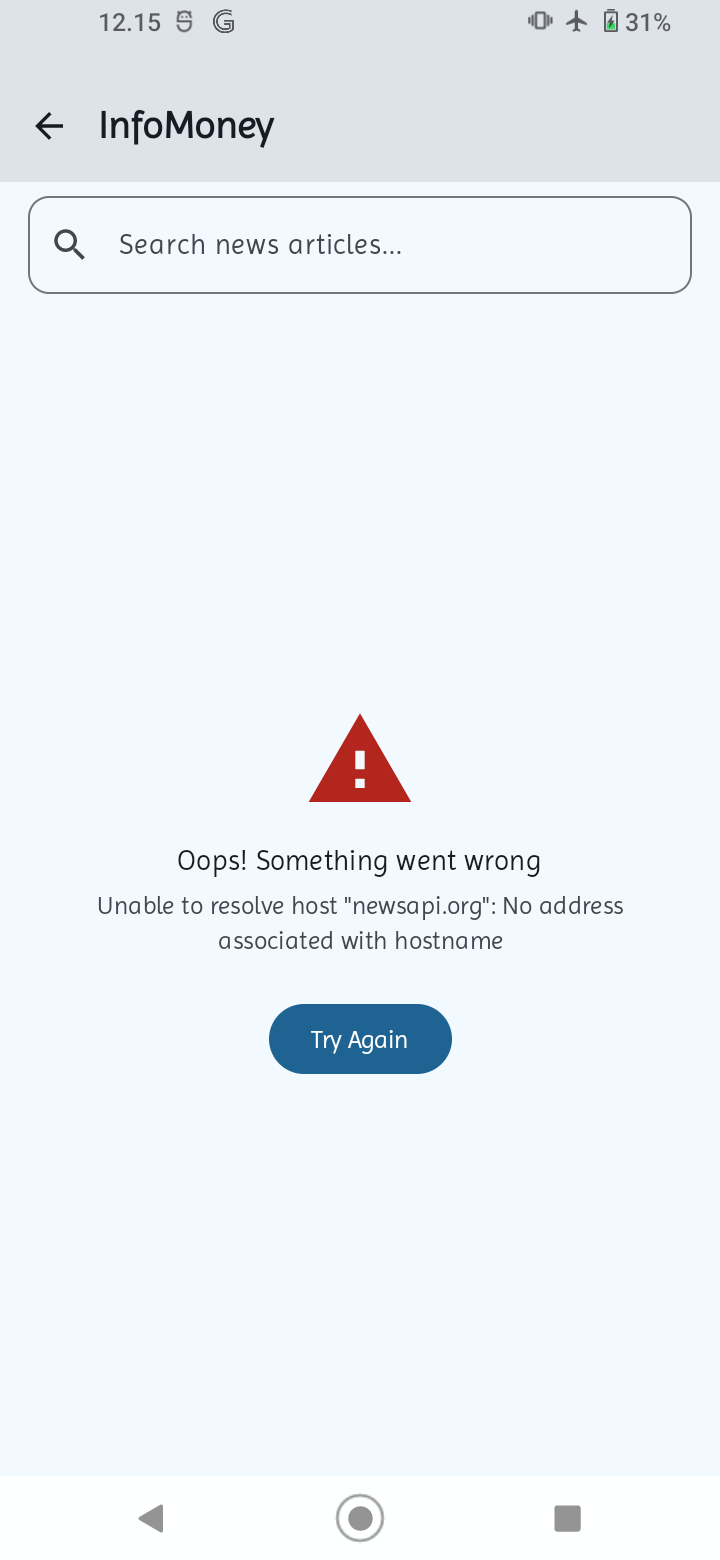 12.15
31%
InfoMoney
Search news articles...
Oops! Something went wrong
Unable to resolve host "newsapi.org": No address
associated with hostname
Try Again